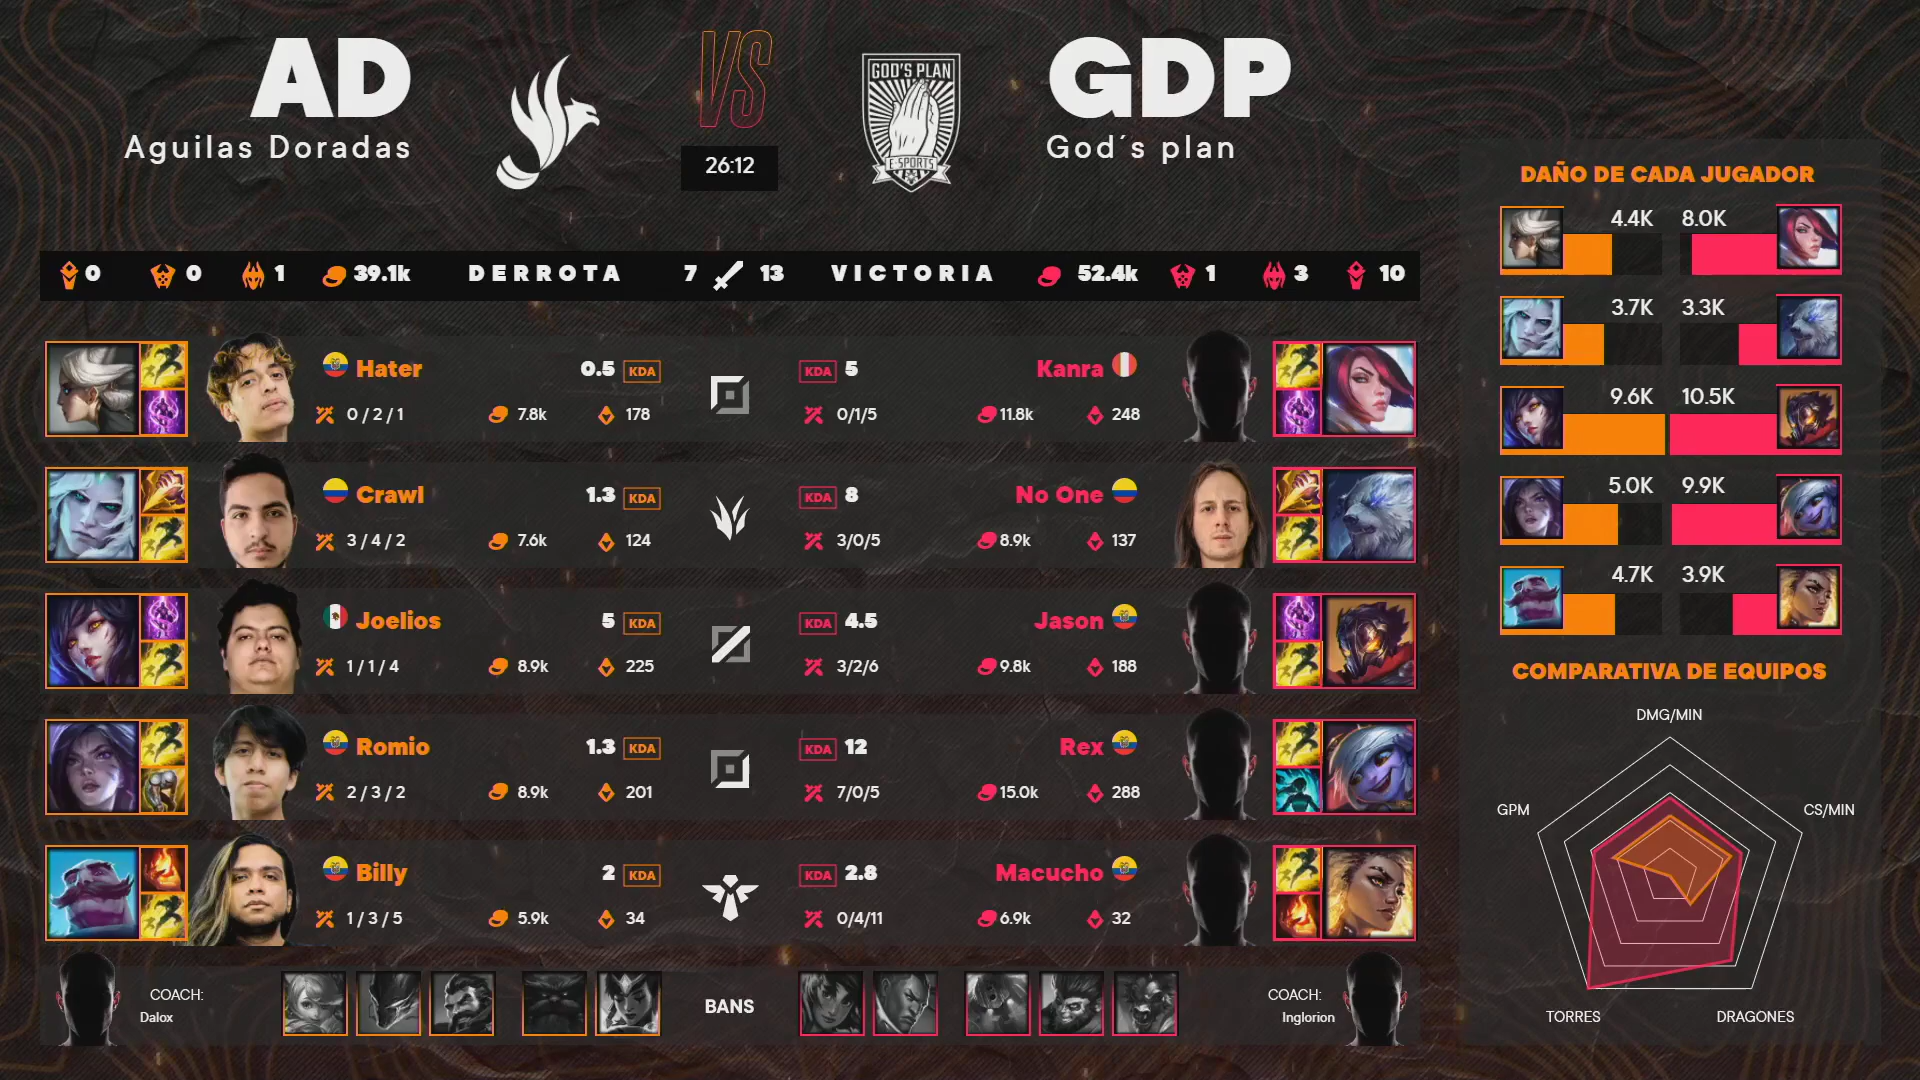 AD
Aguilas Doradas
VS
26:12
GOD'S PLAN
E-SPORTS
GDP
God´s plan
0 0 1 39.1k DERROTA 7 13 VICTORIA 52.4k 1 3 10
Hater 0.5 KDA
0 / 2 / 1 7.8k 178
KDA 5 Kanra
0/1/5 11.8k 248
Crawl 1.3 KDA
3 / 4 / 2 7.6k 124
KDA 8 No One
3/0/5 8.9k 137
Joelios 5 KDA
1 / 1 / 4 8.9k 225
KDA 4.5 Jason
3/2/6 9.8k 188
Romio 1.3 KDA
2 / 3 / 2 8.9k 201
KDA 12 Rex
7/0/5 15.0k 288
Billy 2 KDA
1 / 3 / 5 5.9k 34
KDA 2.8 Macucho
0/4/11 6.9k 32
COACH:
Dalox
BANS
COACH:
Inglorion
DAÑO DE CADA JUGADOR
4.4K 8.0K
3.7K 3.3K
9.6K 10.5K
5.0K 9.9K
4.7K 3.9K
COMPARATIVA DE EQUIPOS
DMG/MIN
GPM CS/MIN
TORRES DRAGONES